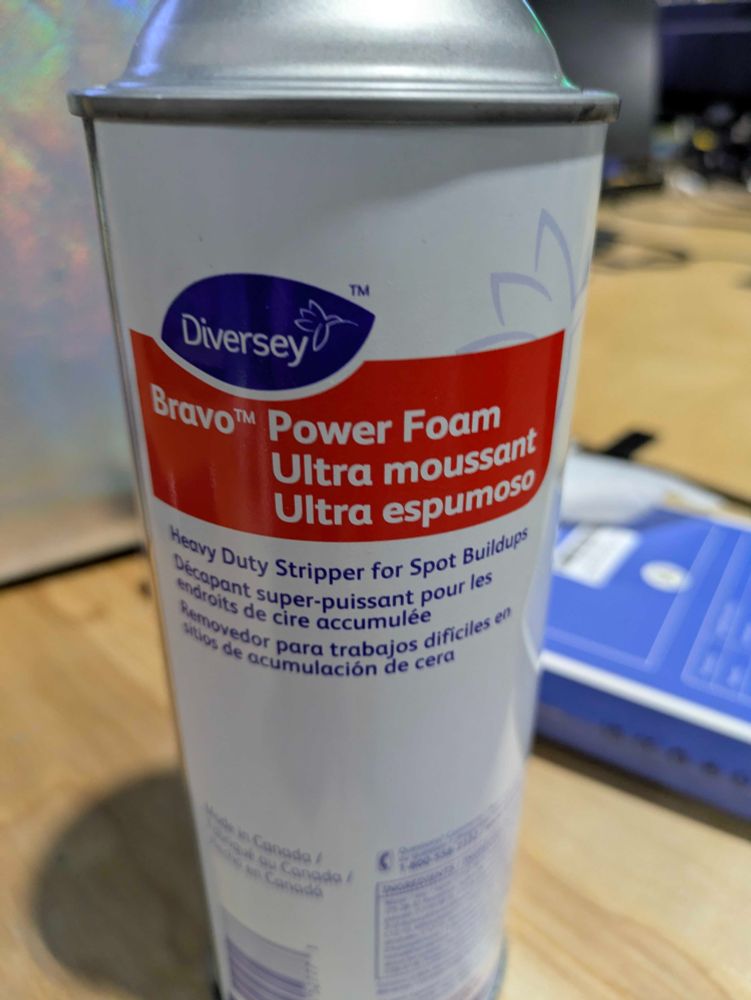 Diversey™
Bravo™ Power Foam
Ultra moussant
Ultra espumoso
Heavy Duty Stripper for Spot Buildups
Décapant super-puissant pour les
endroits de cire accumulée
Removedor para trabajos difíciles en
sitios de acumulación de cera
Made in Canada /
Fabriqué au Canada /
Hecho en Canadá